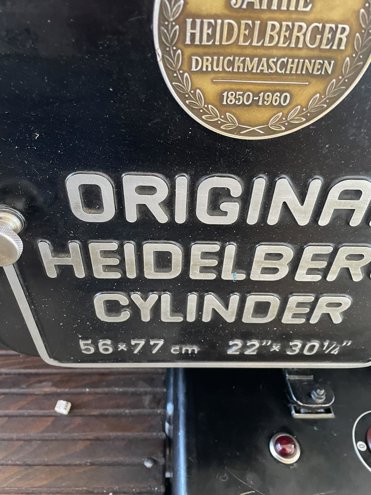 JAHRE
HEIDELBERGER
DRUCKMASCHINEN
1850-1960
ORIGINA
HEIDELBER
CYLINDER
56×77 cm 22"×30¼"